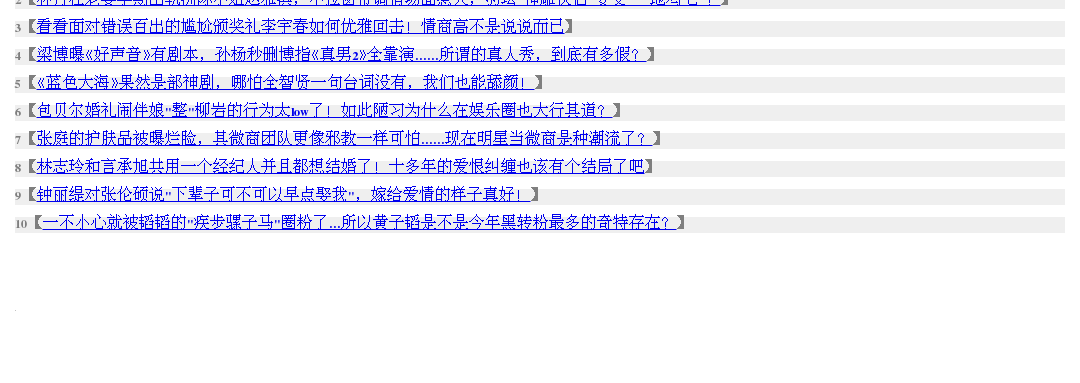 3【看看面对错误百出的尴尬颁奖礼李宇春如何优雅回击！情商高不是说说而已】
4【梁博曝《好声音》有剧本，孙杨秒删博指《真男2》全靠演......所谓的真人秀，到底有多假？】
5【《蓝色大海》果然是部神剧，哪怕全智贤一句台词没有，我们也能舔颜！】
6【包贝尔婚礼闹伴娘"整"柳岩的行为太low了！如此陋习为什么在娱乐圈也大行其道？】
7【张庭的护肤品被曝烂脸，其微商团队更像邪教一样可怕......现在明星当微商是种潮流了？】
8【林志玲和言承旭共用一个经纪人并且都想结婚了！十多年的爱恨纠缠也该有个结局了吧】
9【钟丽缇对张伦硕说"下辈子可不可以早点娶我"，嫁给爱情的样子真好！】
10【一不小心就被韬韬的"疾步骡子马"圈粉了...所以黄子韬是不是今年黑转粉最多的奇特存在？】